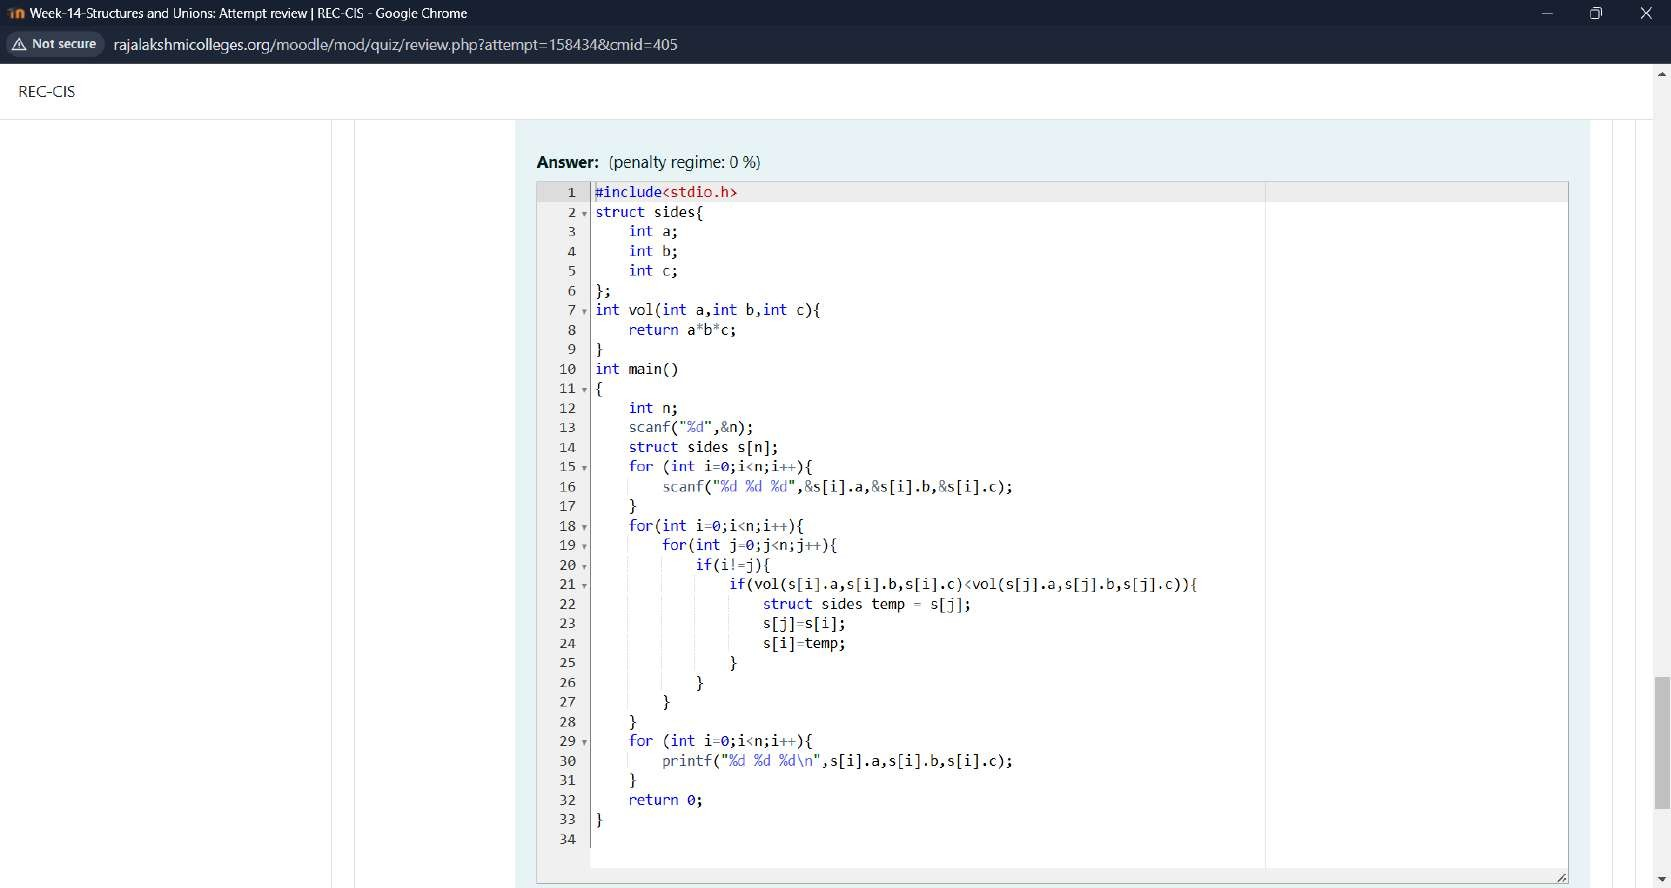 Week-14-Structures and Unions: Attempt review | REC-CIS - Google Chrome
Not secure rajalakshmicolleges.org/moodle/mod/quiz/review.php?attempt=158434&cmid=405
REC-CIS
Answer: (penalty regime: 0 %)
1 #include<stdio.h>
2 struct sides{
3     int a;
4     int b;
5     int c;
6 };
7 int vol(int a,int b,int c){
8     return a*b*c;
9 }
10 int main()
11 {
12     int n;
13     scanf("%d",&n);
14     struct sides s[n];
15     for (int i=0;i<n;i++){
16         scanf("%d %d %d",&s[i].a,&s[i].b,&s[i].c);
17     }
18     for(int i=0;i<n;i++){
19         for(int j=0;j<n;j++){
20             if(i!=j){
21                 if(vol(s[i].a,s[i].b,s[i].c)<vol(s[j].a,s[j].b,s[j].c)){
22                     struct sides temp = s[j];
23                     s[j]=s[i];
24                     s[i]=temp;
25                 }
26             }
27         }
28     }
29     for (int i=0;i<n;i++){
30         printf("%d %d %d\n",s[i].a,s[i].b,s[i].c);
31     }
32     return 0;
33 }
34